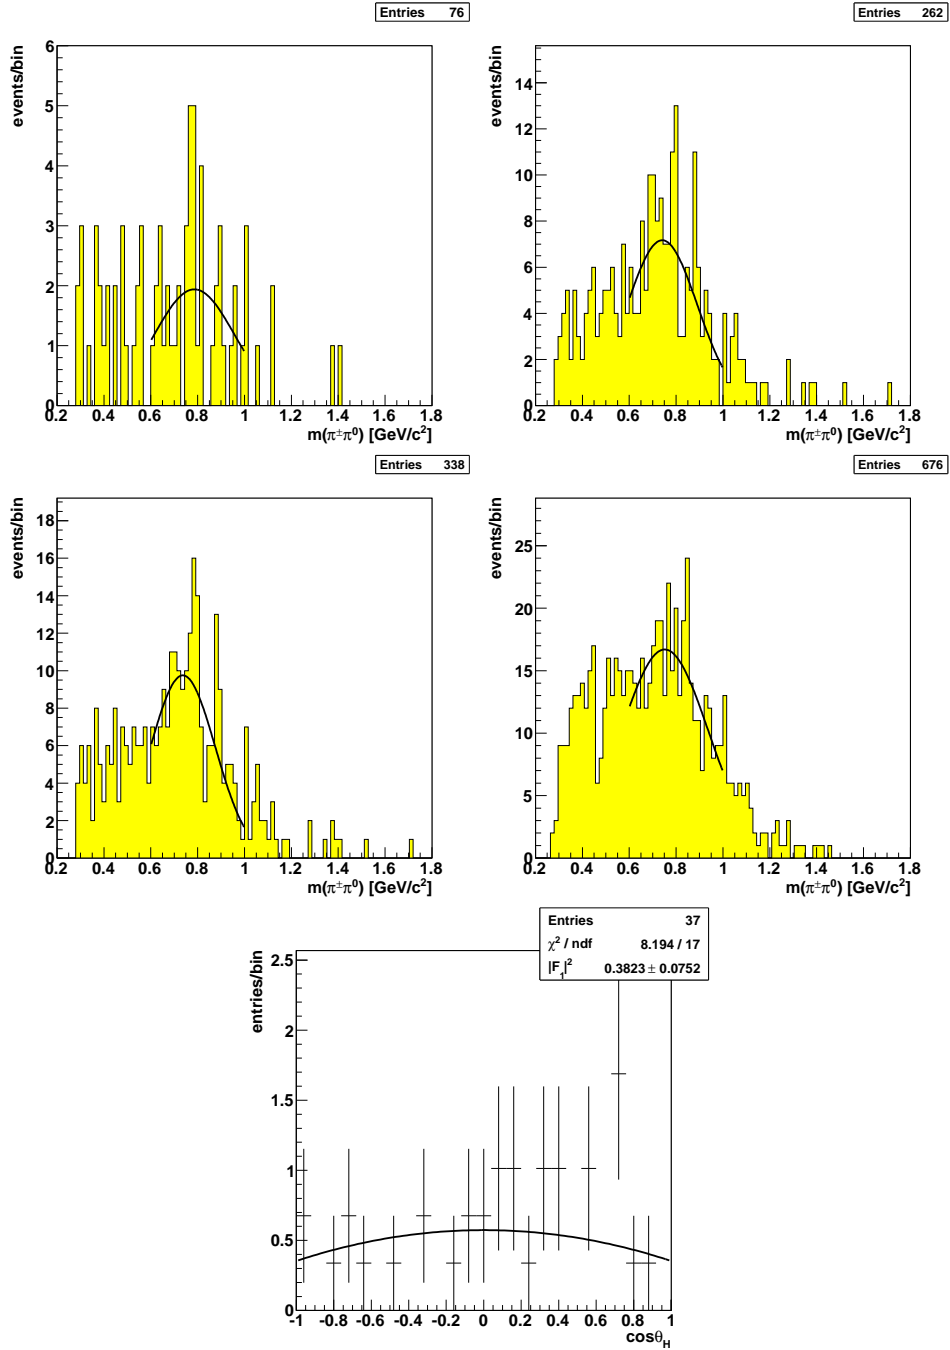 Entries 76
events/bin
6
5
4
3
2
1
0
0.2 0.4 0.6 0.8 1 1.2 1.4 1.6 1.8
m(π±π⁰) [GeV/c²]
Entries 262
events/bin
14
12
10
8
6
4
2
0
0.2 0.4 0.6 0.8 1 1.2 1.4 1.6 1.8
m(π±π⁰) [GeV/c²]
Entries 338
events/bin
18
16
14
12
10
8
6
4
2
0
0.2 0.4 0.6 0.8 1 1.2 1.4 1.6 1.8
m(π±π⁰) [GeV/c²]
Entries 676
events/bin
25
20
15
10
5
0
0.2 0.4 0.6 0.8 1 1.2 1.4 1.6 1.8
m(π±π⁰) [GeV/c²]
Entries 37
χ² / ndf 8.194 / 17
|F₁|² 0.3823 ± 0.0752
entries/bin
2.5
2
1.5
1
0.5
0
-1 -0.8 -0.6 -0.4 -0.2 0 0.2 0.4 0.6 0.8 1
cosθ_H